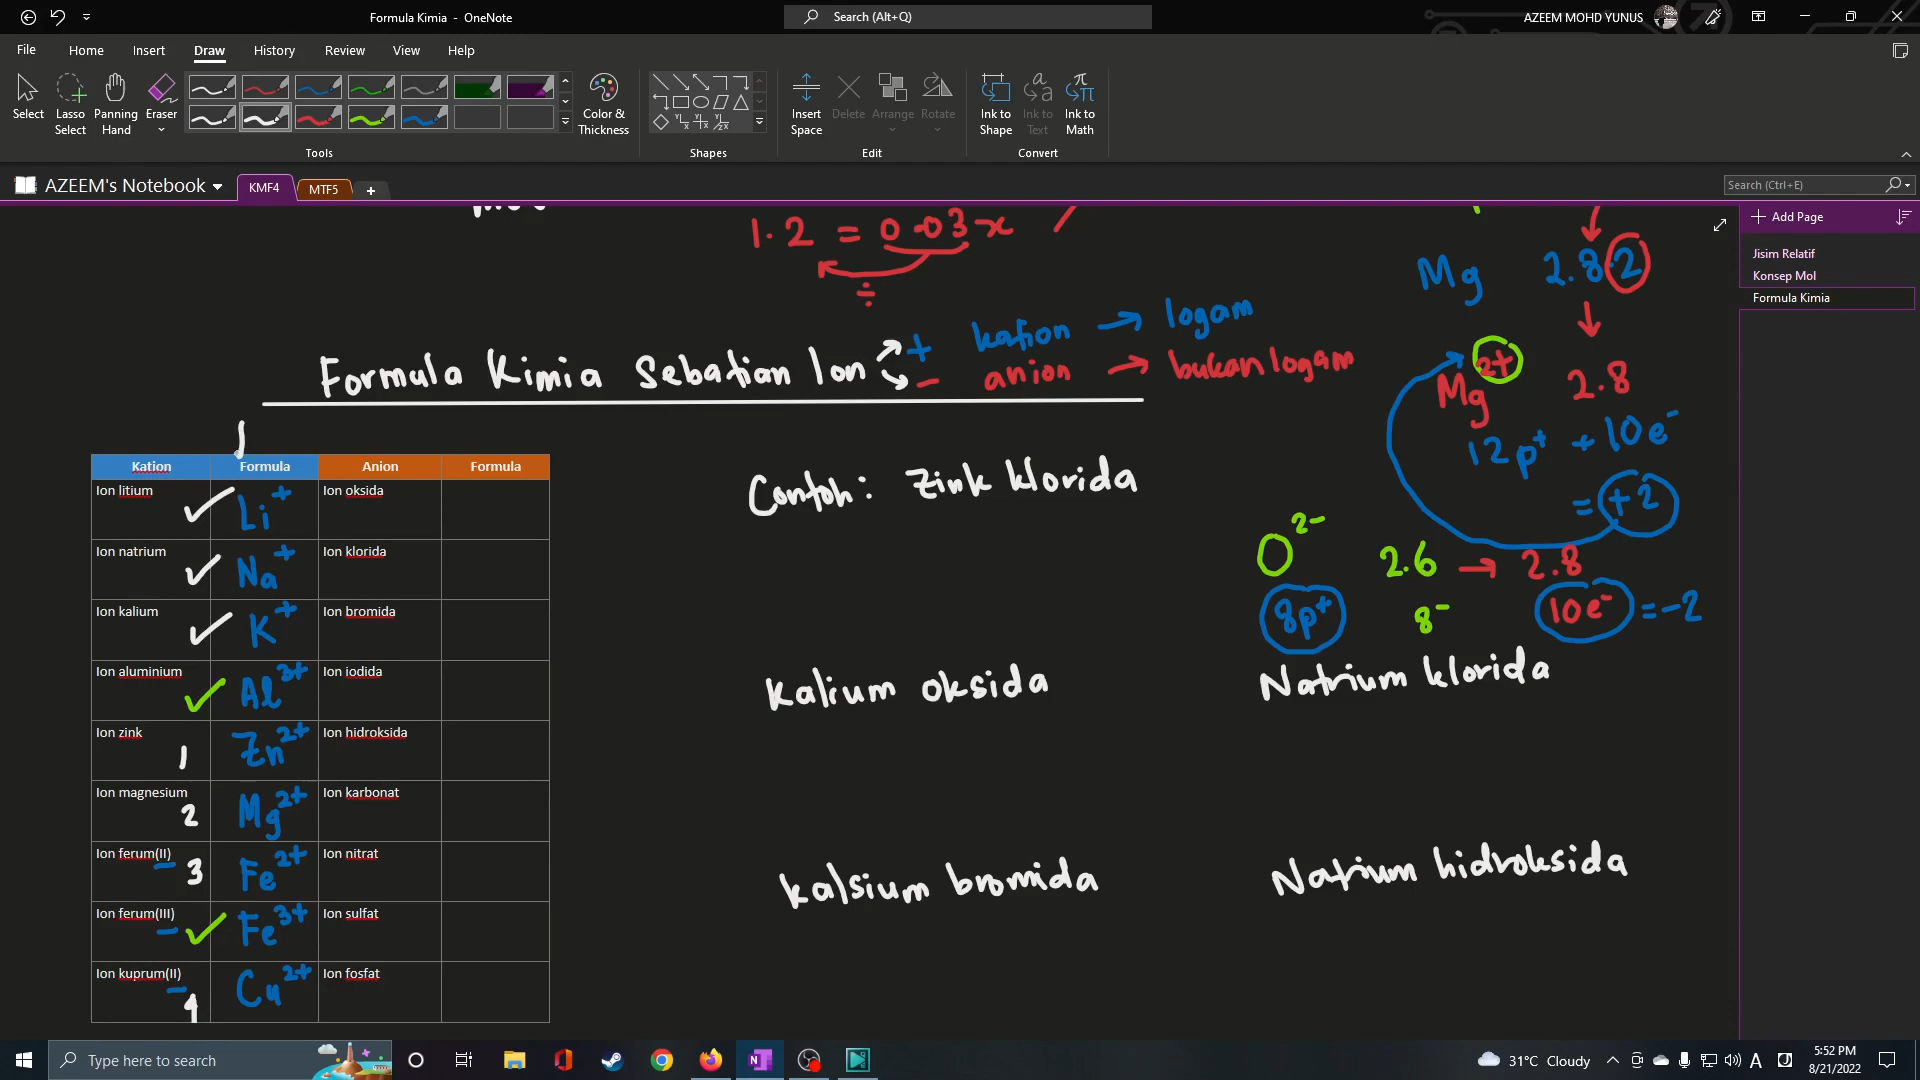 Formula Kimia - OneNote
Search (Alt+Q)
AZEEM MOHD YUNUS
File Home Insert Draw History Review View Help
Select
Lasso Select
Panning Hand
Eraser
Color & Thickness
Insert Space
Delete
Arrange
Rotate
Ink to Shape
Ink to Text
Ink to Math
Tools
Shapes
Edit
Convert
AZEEM's Notebook
KMF4
MTF5
Search (Ctrl+E)
Add Page
Jisim Relatif
Konsep Mol
Formula Kimia
1.2 = 0.03x
÷
Mg 2.8.2
Formula Kimia Sebatian Ion
+ kation → logam
- anion → bukan logam
Mg2+ 2.8
12p+ + 10e-
= +2
1
Kation Formula Anion Formula
Ion litium Li+ Ion oksida
Ion natrium Na+ Ion klorida
Ion kalium K+ Ion bromida
Ion aluminium Al3+ Ion iodida
Ion zink 1 Zn2+ Ion hidroksida
Ion magnesium 2 Mg2+ Ion karbonat
Ion ferum(II) 3 Fe2+ Ion nitrat
Ion ferum(III) Fe3+ Ion sulfat
Ion kuprum(II) 4 Cu2+ Ion fosfat
Contoh: Zink klorida
O2- 2.6 → 2.8
8p+ 8- 10e- = -2
Kalium oksida
Natrium klorida
Kalsium bromida
Natrium hidroksida
Type here to search
31°C Cloudy
5:52 PM
8/21/2022